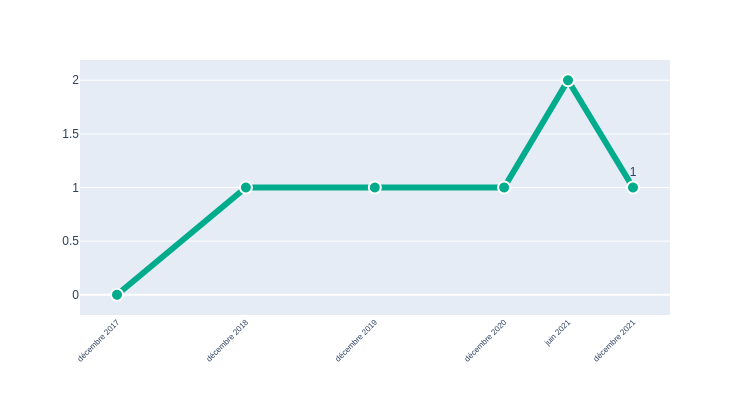 2
1.5
1
1
0.5
0
décembre 2017
décembre 2018
décembre 2019
décembre 2020
juin 2021
décembre 2021